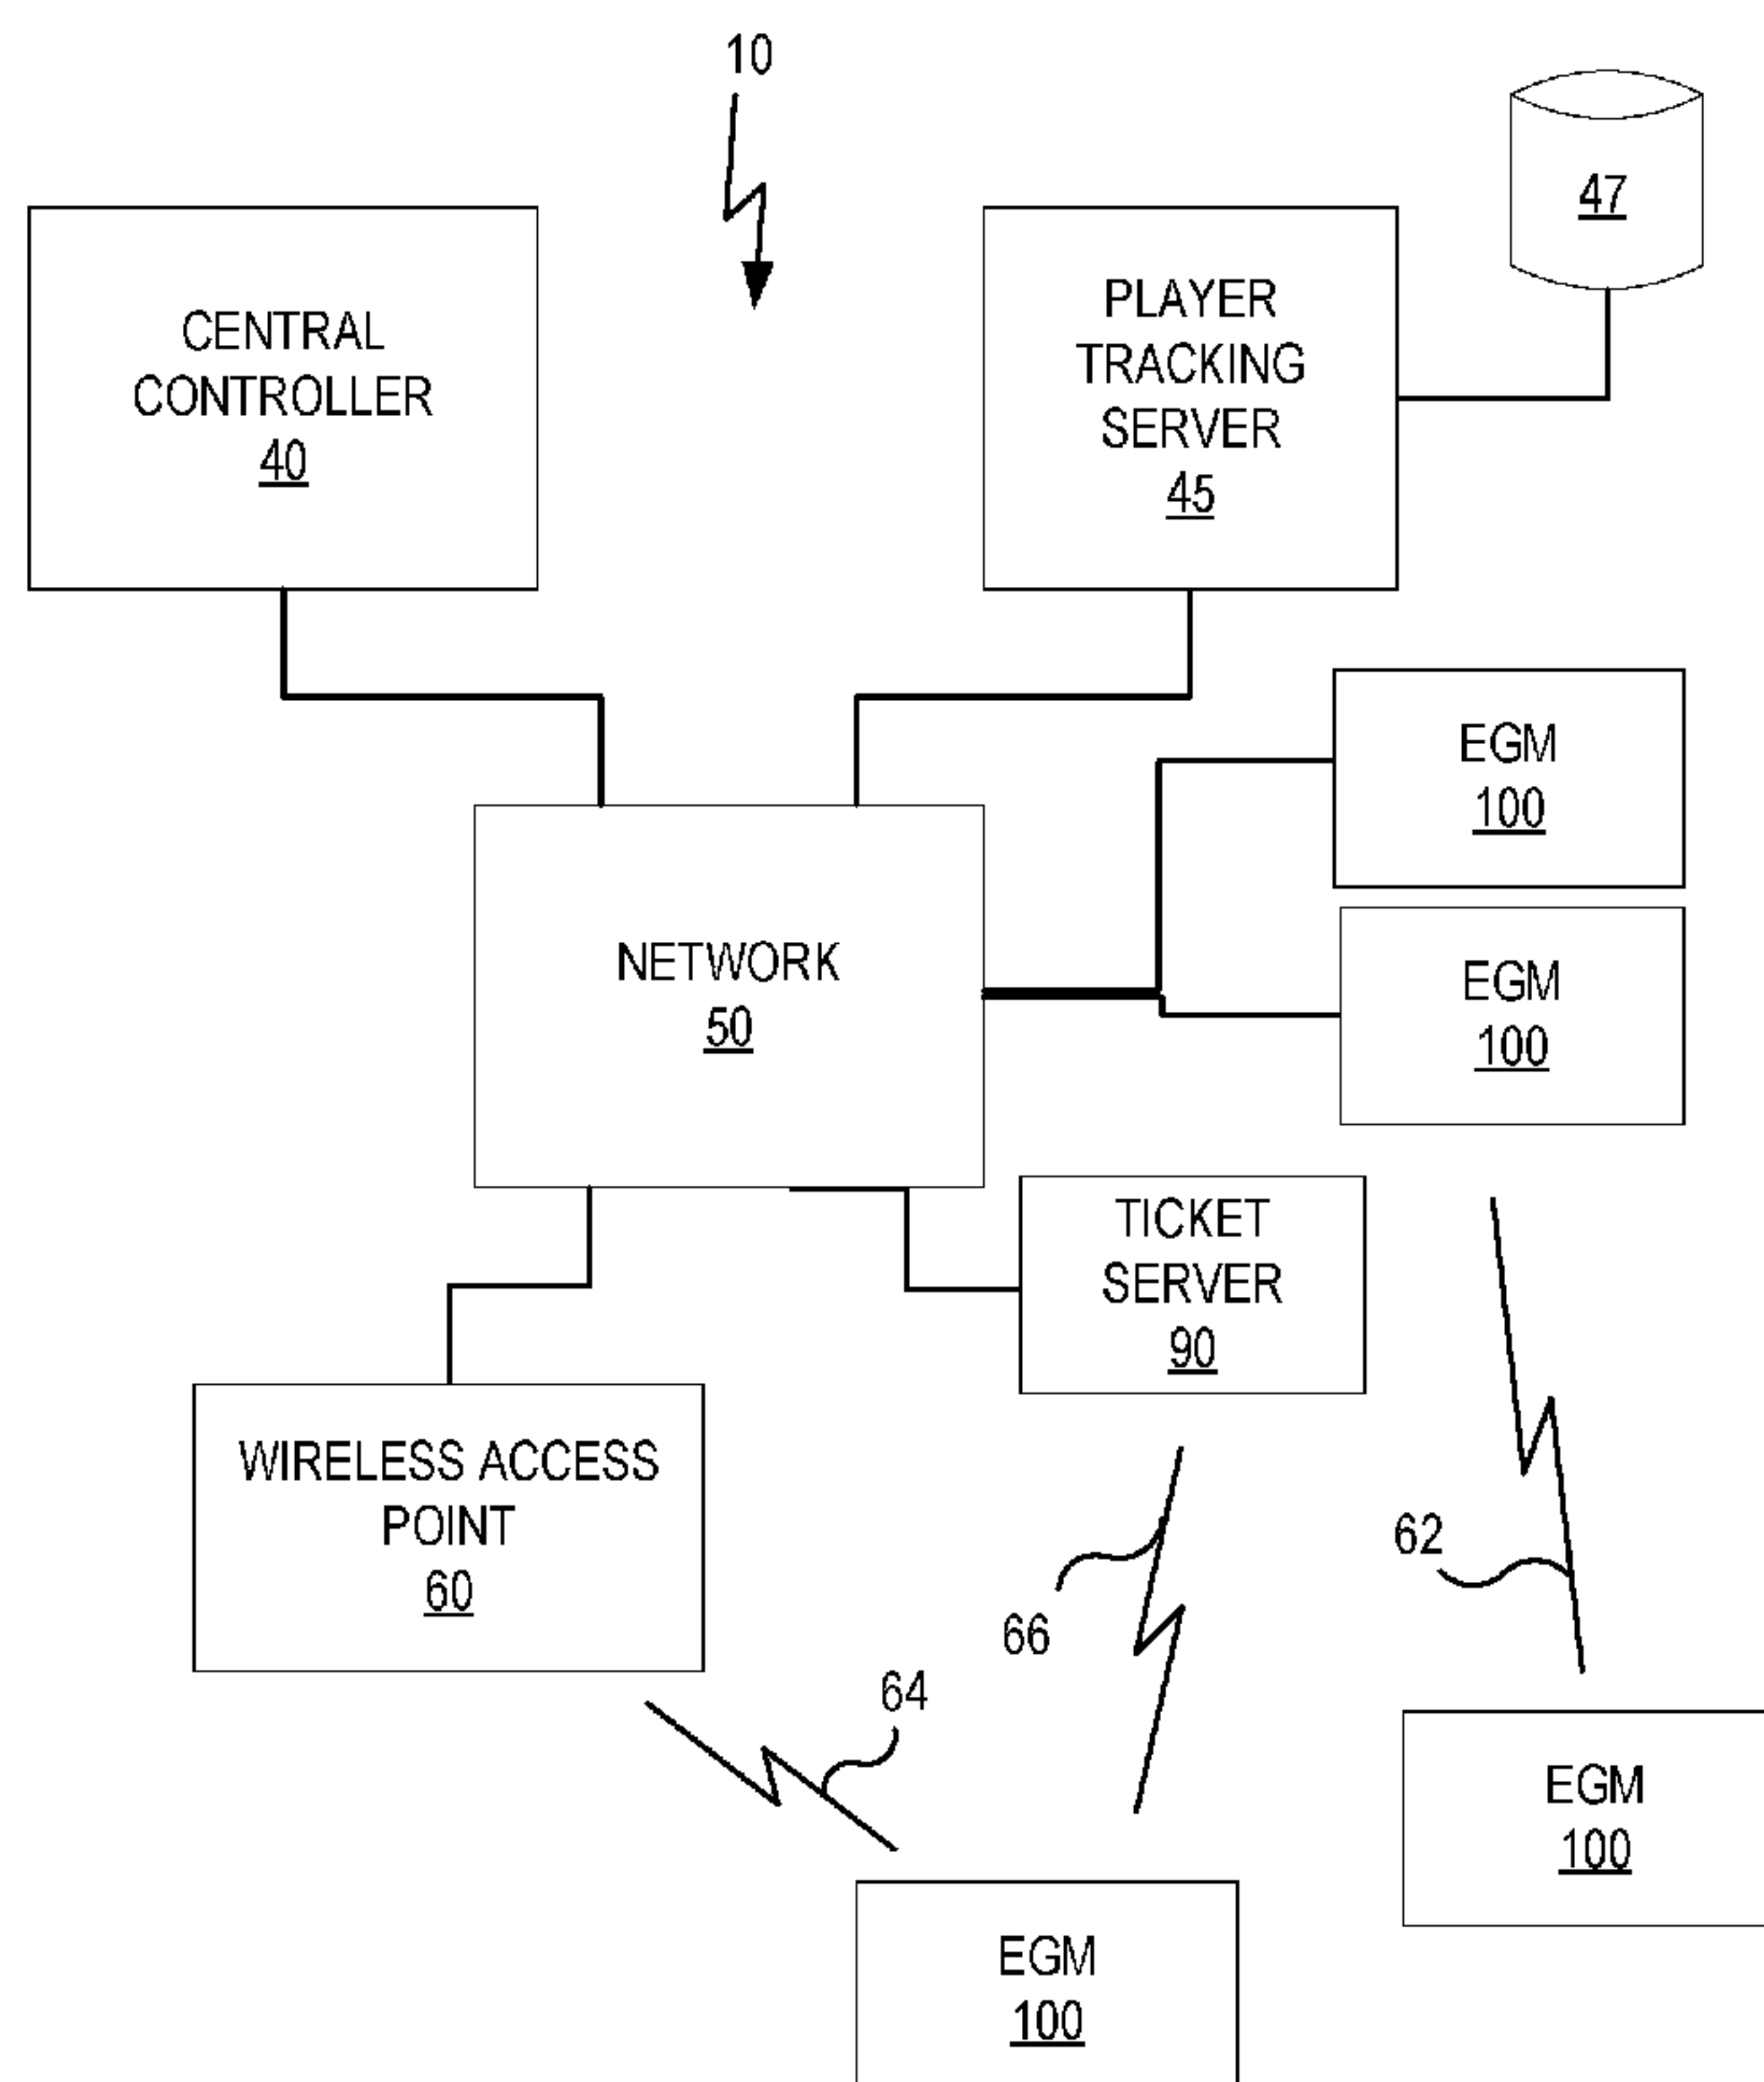 10
47
CENTRAL
CONTROLLER
40
PLAYER
TRACKING
SERVER
45
EGM
100
NETWORK
50
EGM
100
TICKET
SERVER
90
WIRELESS ACCESS
POINT
60
66
62
64
EGM
100
EGM
100